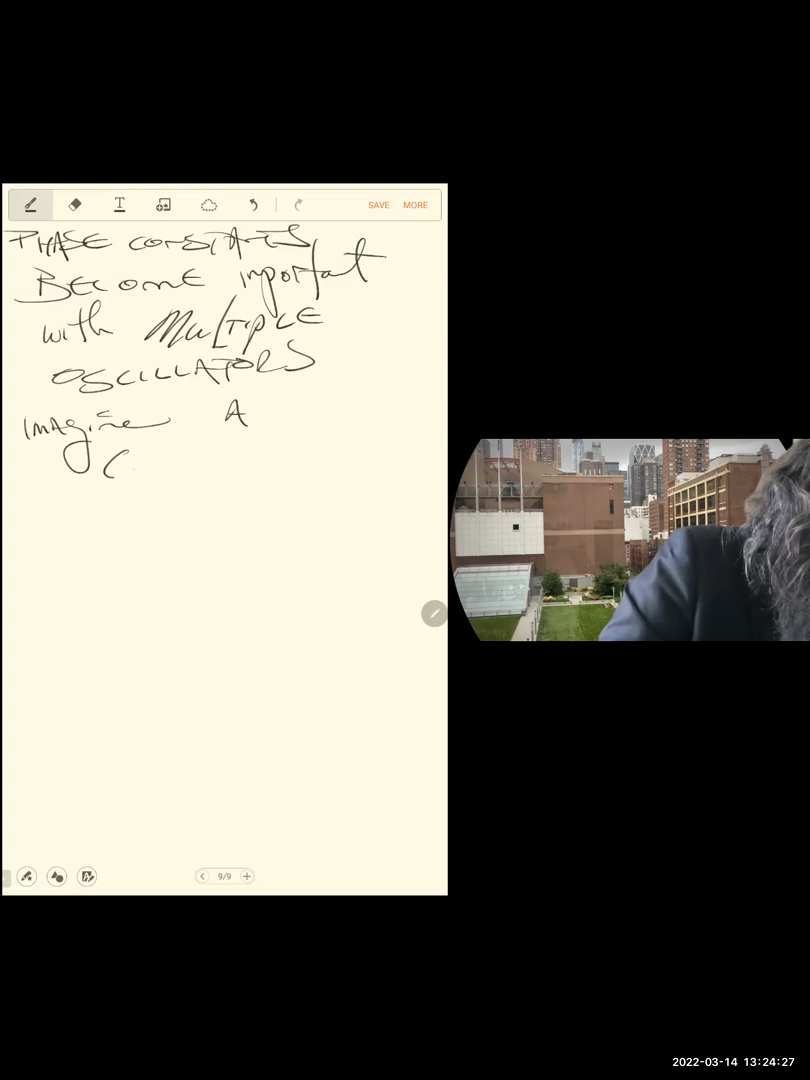 SAVE MORE
PHASE CONSTANTS
BECOME important
with MULTIPLE
OSCILLATORS
IMAgine A
(
9/9
2022-03-14 13:24:27